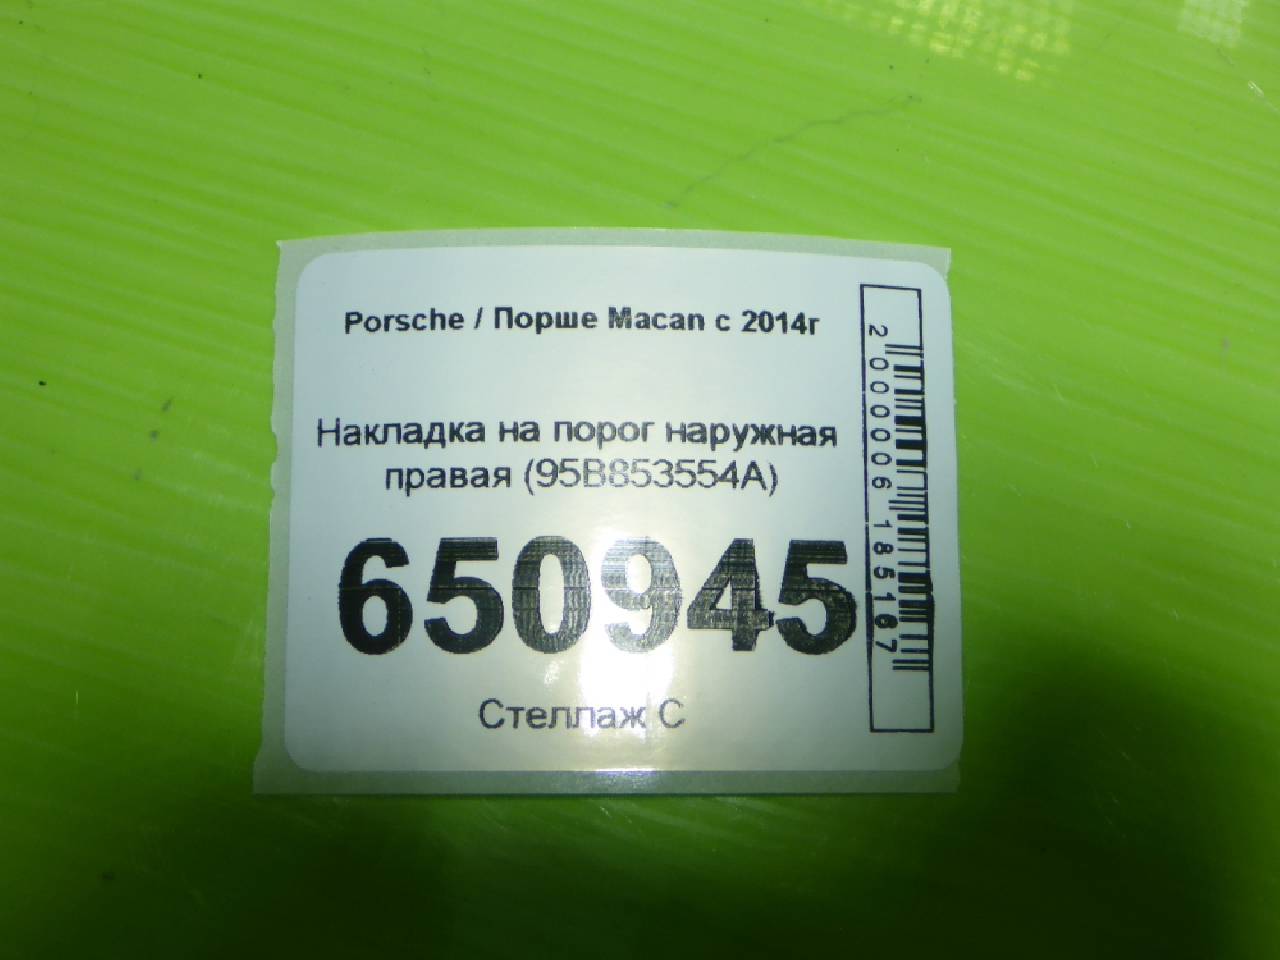 Porsche / Порше Macan с 2014г
Накладка на порог наружная
правая (95B853554A)
650945
Стеллаж С
2000006185167